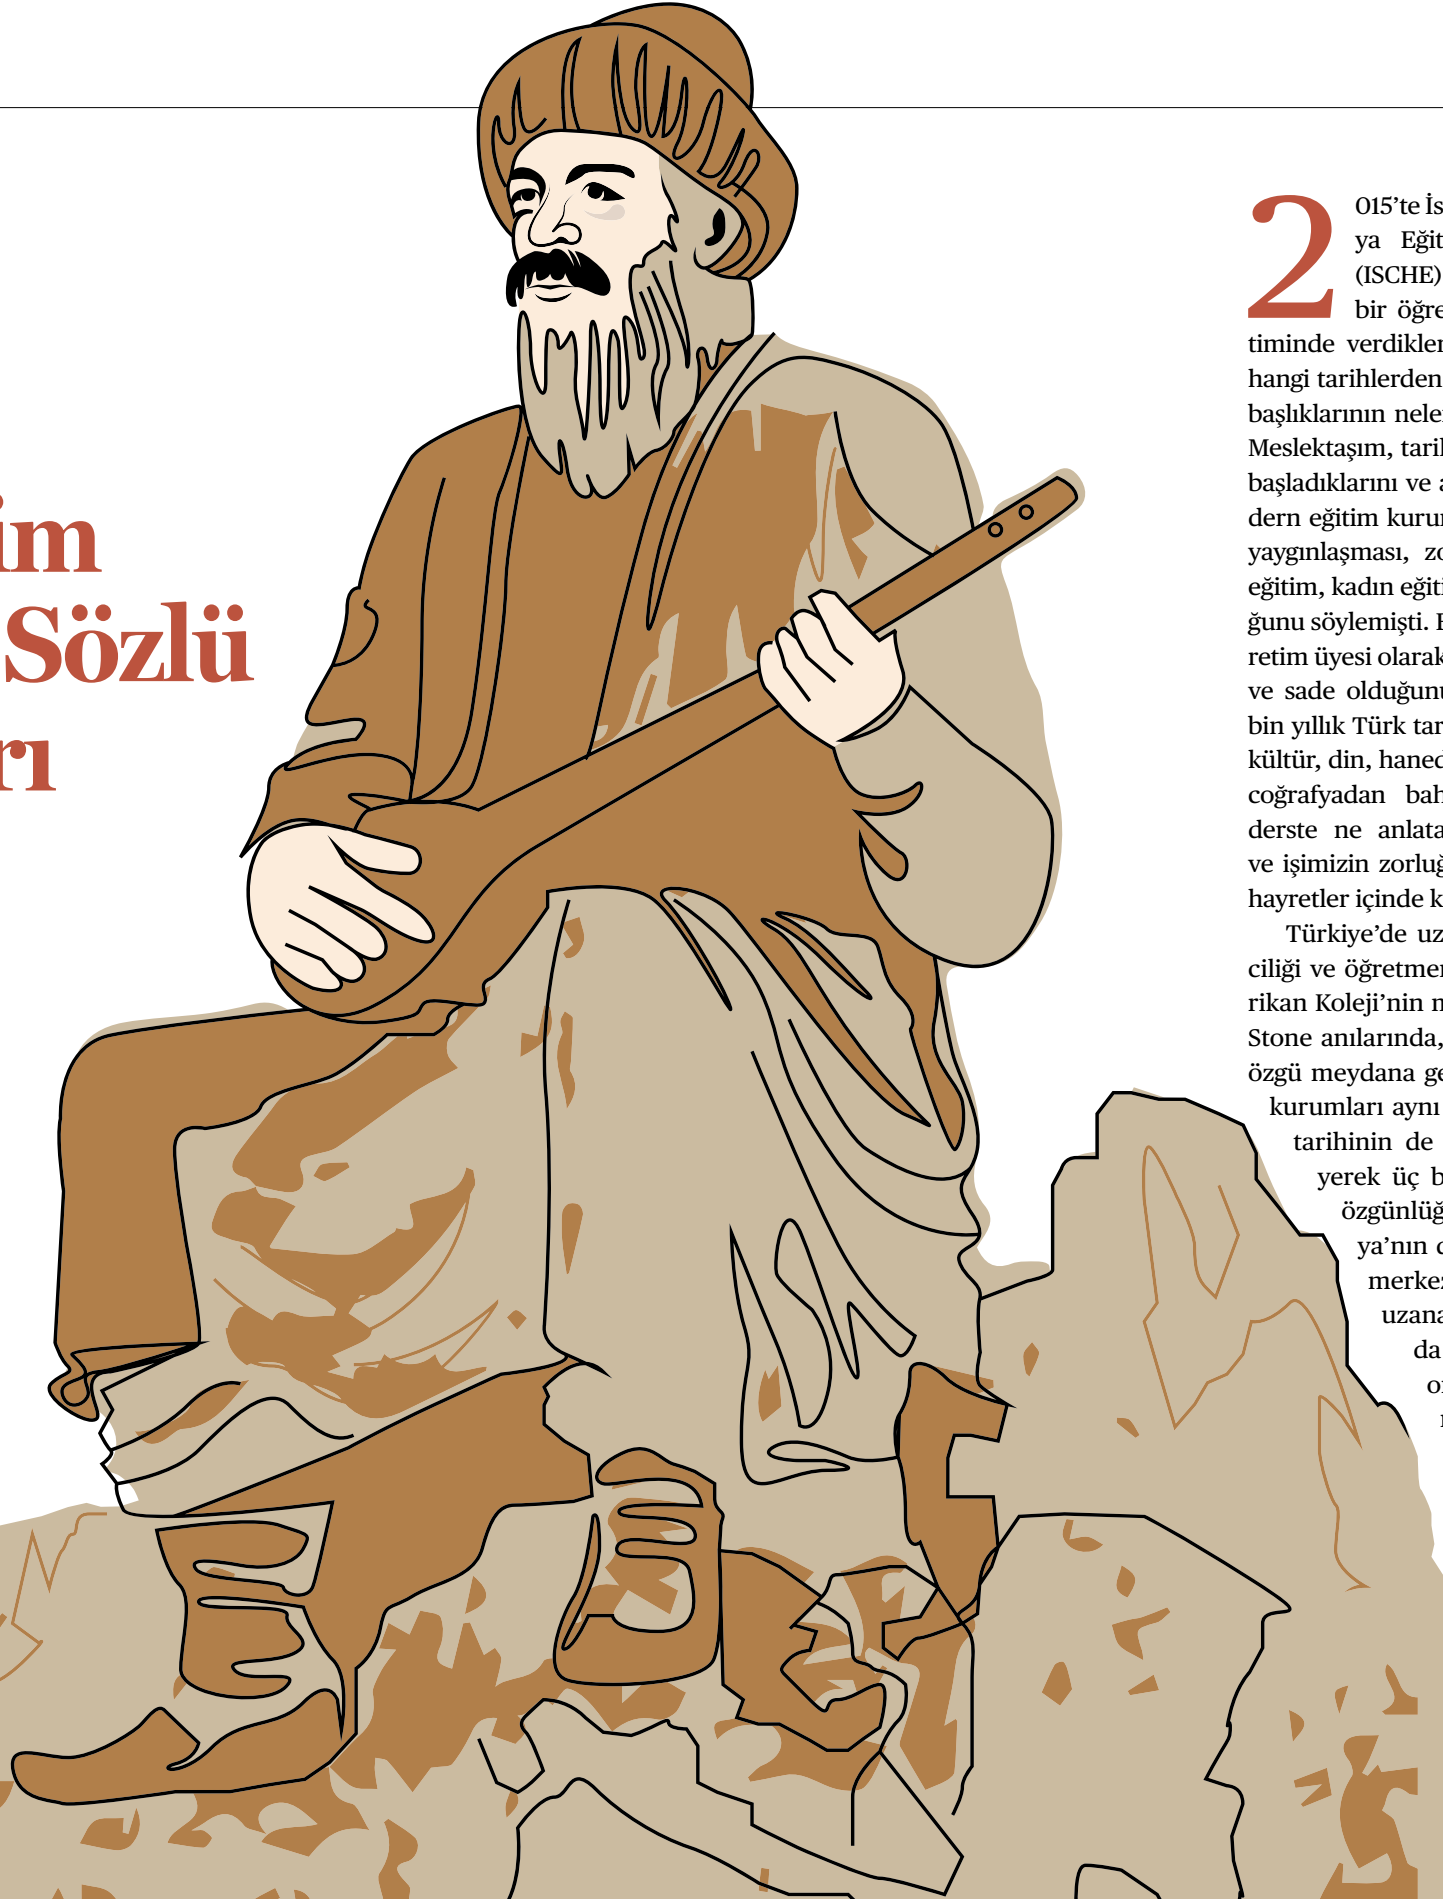 im
Sözlü
rı
2015’te İs
ya Eğit
(ISCHE)
bir öğre
timinde verdikler
hangi tarihlerden
başlıklarının nele
Meslektaşım, taril
başladıklarını ve a
dern eğitim kuru
yaygınlaşması, zo
eğitim, kadın eğiti
ğunu söylemişti. B
retim üyesi olarak
ve sade olduğunu
bin yıllık Türk tar
kültür, din, haned
coğrafyadan bah
derste ne anlata
ve işimizin zorluğ
hayretler içinde k
Türkiye’de uz
ciliği ve öğretmen
rikan Koleji’nin n
Stone anılarında,
özgü meydana ge
kurumları aynı
tarihinin de
yerek üç b
özgünlüğ
ya’nın d
merkez
uzana
da